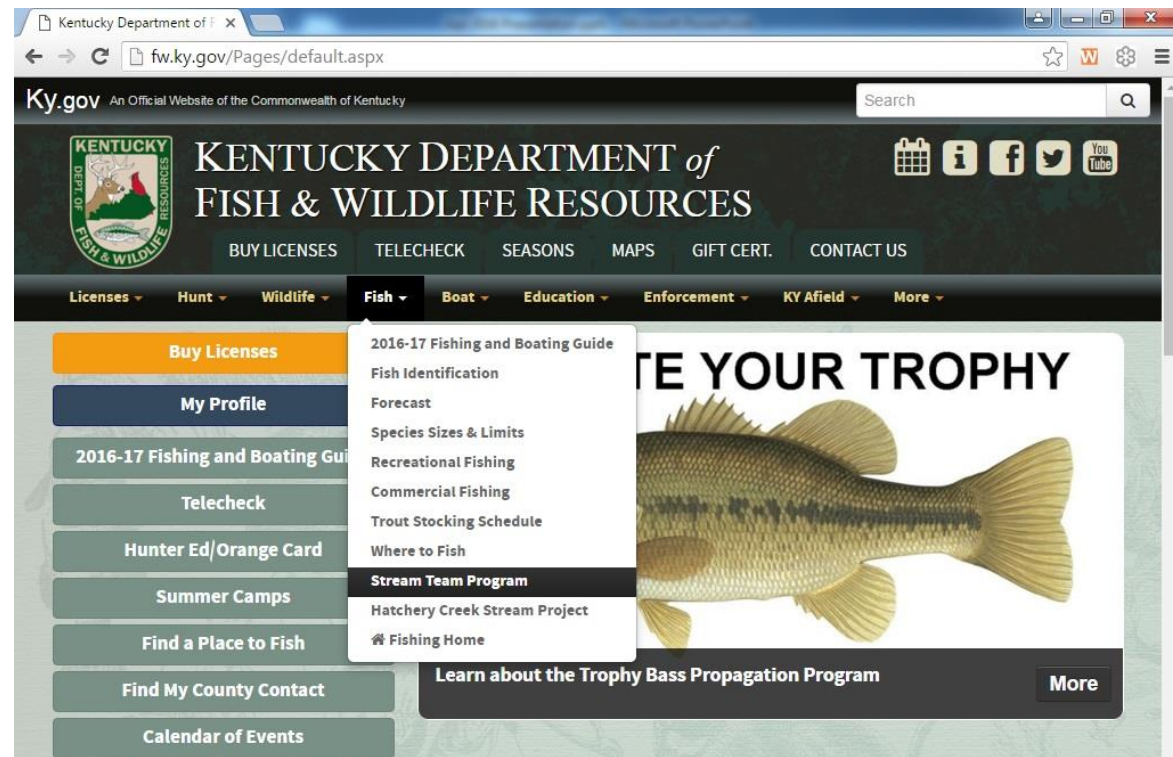 Kentucky Department of F
fw.ky.gov/Pages/default.aspx
W
Ky.gov An Official Website of the Commonwealth of Kentucky
Search
KENTUCKY
DEPT. OF
RESOURCES
FISH & WILDLIFE
KENTUCKY DEPARTMENT of
FISH & WILDLIFE RESOURCES
i f You Tube
BUY LICENSES TELECHECK SEASONS MAPS GIFT CERT. CONTACT US
Licenses Hunt Wildlife Fish Boat Education Enforcement KY Afield More
Buy Licenses
My Profile
2016-17 Fishing and Boating Gui
Telecheck
Hunter Ed/Orange Card
Summer Camps
Find a Place to Fish
Find My County Contact
Calendar of Events
2016-17 Fishing and Boating Guide
Fish Identification
Forecast
Species Sizes & Limits
Recreational Fishing
Commercial Fishing
Trout Stocking Schedule
Where to Fish
Stream Team Program
Hatchery Creek Stream Project
Fishing Home
TE YOUR TROPHY
Learn about the Trophy Bass Propagation Program
More